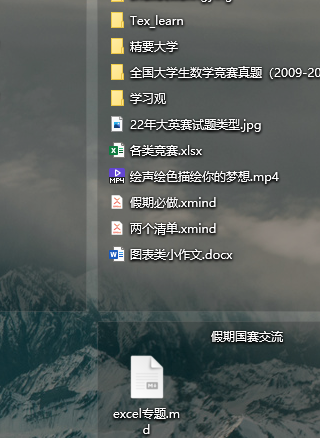 Tex_learn
精要大学
全国大学生数学竞赛真题（2009-20
学习观
22年大英赛试题类型.jpg
各类竞赛.xlsx
MP4
绘声绘色描绘你的梦想.mp4
假期必做.xmind
两个清单.xmind
图表类小作文.docx
假期国赛交流
excel专题.m
d